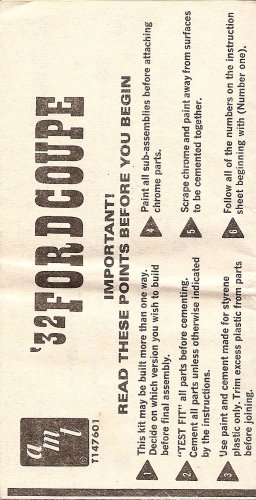 amt
T147601
'32 FORD COUPE
IMPORTANT!
READ THESE POINTS BEFORE YOU BEGIN
1 This kit may be built more than one way.
Decide on which version you wish to build
before final assembly.
2 "TEST FIT" all parts before cementing.
Cement all parts unless otherwise indicated
by the instructions.
3 Use paint and cement made for styrene
plastic only. Trim excess plastic from parts
before joining.
4 Paint all sub-assemblies before attaching
chrome parts.
5 Scrape chrome and paint away from surfaces
to be cemented together.
6 Follow all of the numbers on the instruction
sheet beginning with (Number one).